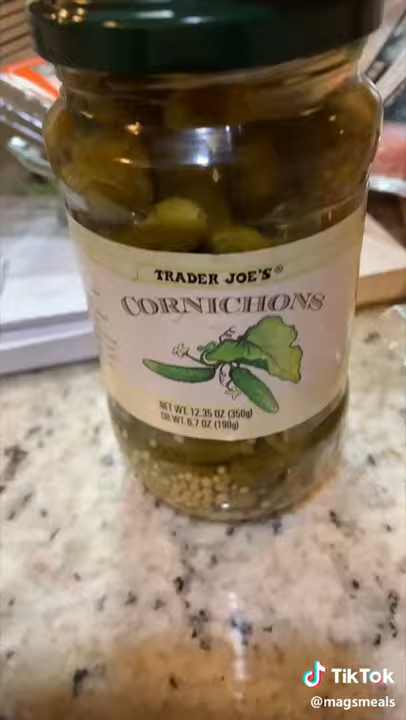 TRADER JOE'S®
CORNICHONS
NET WT. 12.35 OZ (350g)
DR WT. 6.7 OZ (190g)
TikTok
@magsmeals